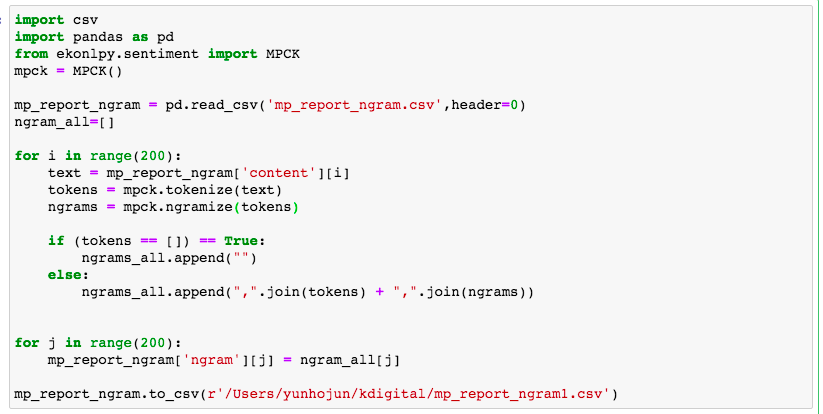 import csv
import pandas as pd
from ekonlpy.sentiment import MPCK
mpck = MPCK()
mp_report_ngram = pd.read_csv('mp_report_ngram.csv',header=0)
ngram_all=[]
for i in range(200):
    text = mp_report_ngram['content'][i]
    tokens = mpck.tokenize(text)
    ngrams = mpck.ngramize(tokens)
    if (tokens == []) == True:
        ngrams_all.append("")
    else:
        ngrams_all.append(",".join(tokens) + ",".join(ngrams))
for j in range(200):
    mp_report_ngram['ngram'][j] = ngram_all[j]
mp_report_ngram.to_csv(r'/Users/yunhojun/kdigital/mp_report_ngram1.csv')